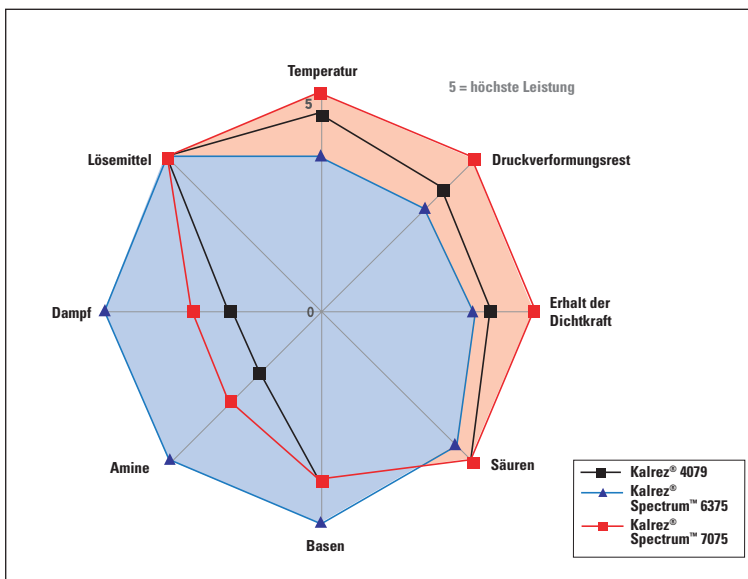 Temperatur
5 = höchste Leistung
5
Lösemittel
Druckverformungsrest
Dampf
0
Erhalt der
Dichtkraft
Amine
Säuren
Basen
Kalrez® 4079
Kalrez®
Spectrum™ 6375
Kalrez®
Spectrum™ 7075